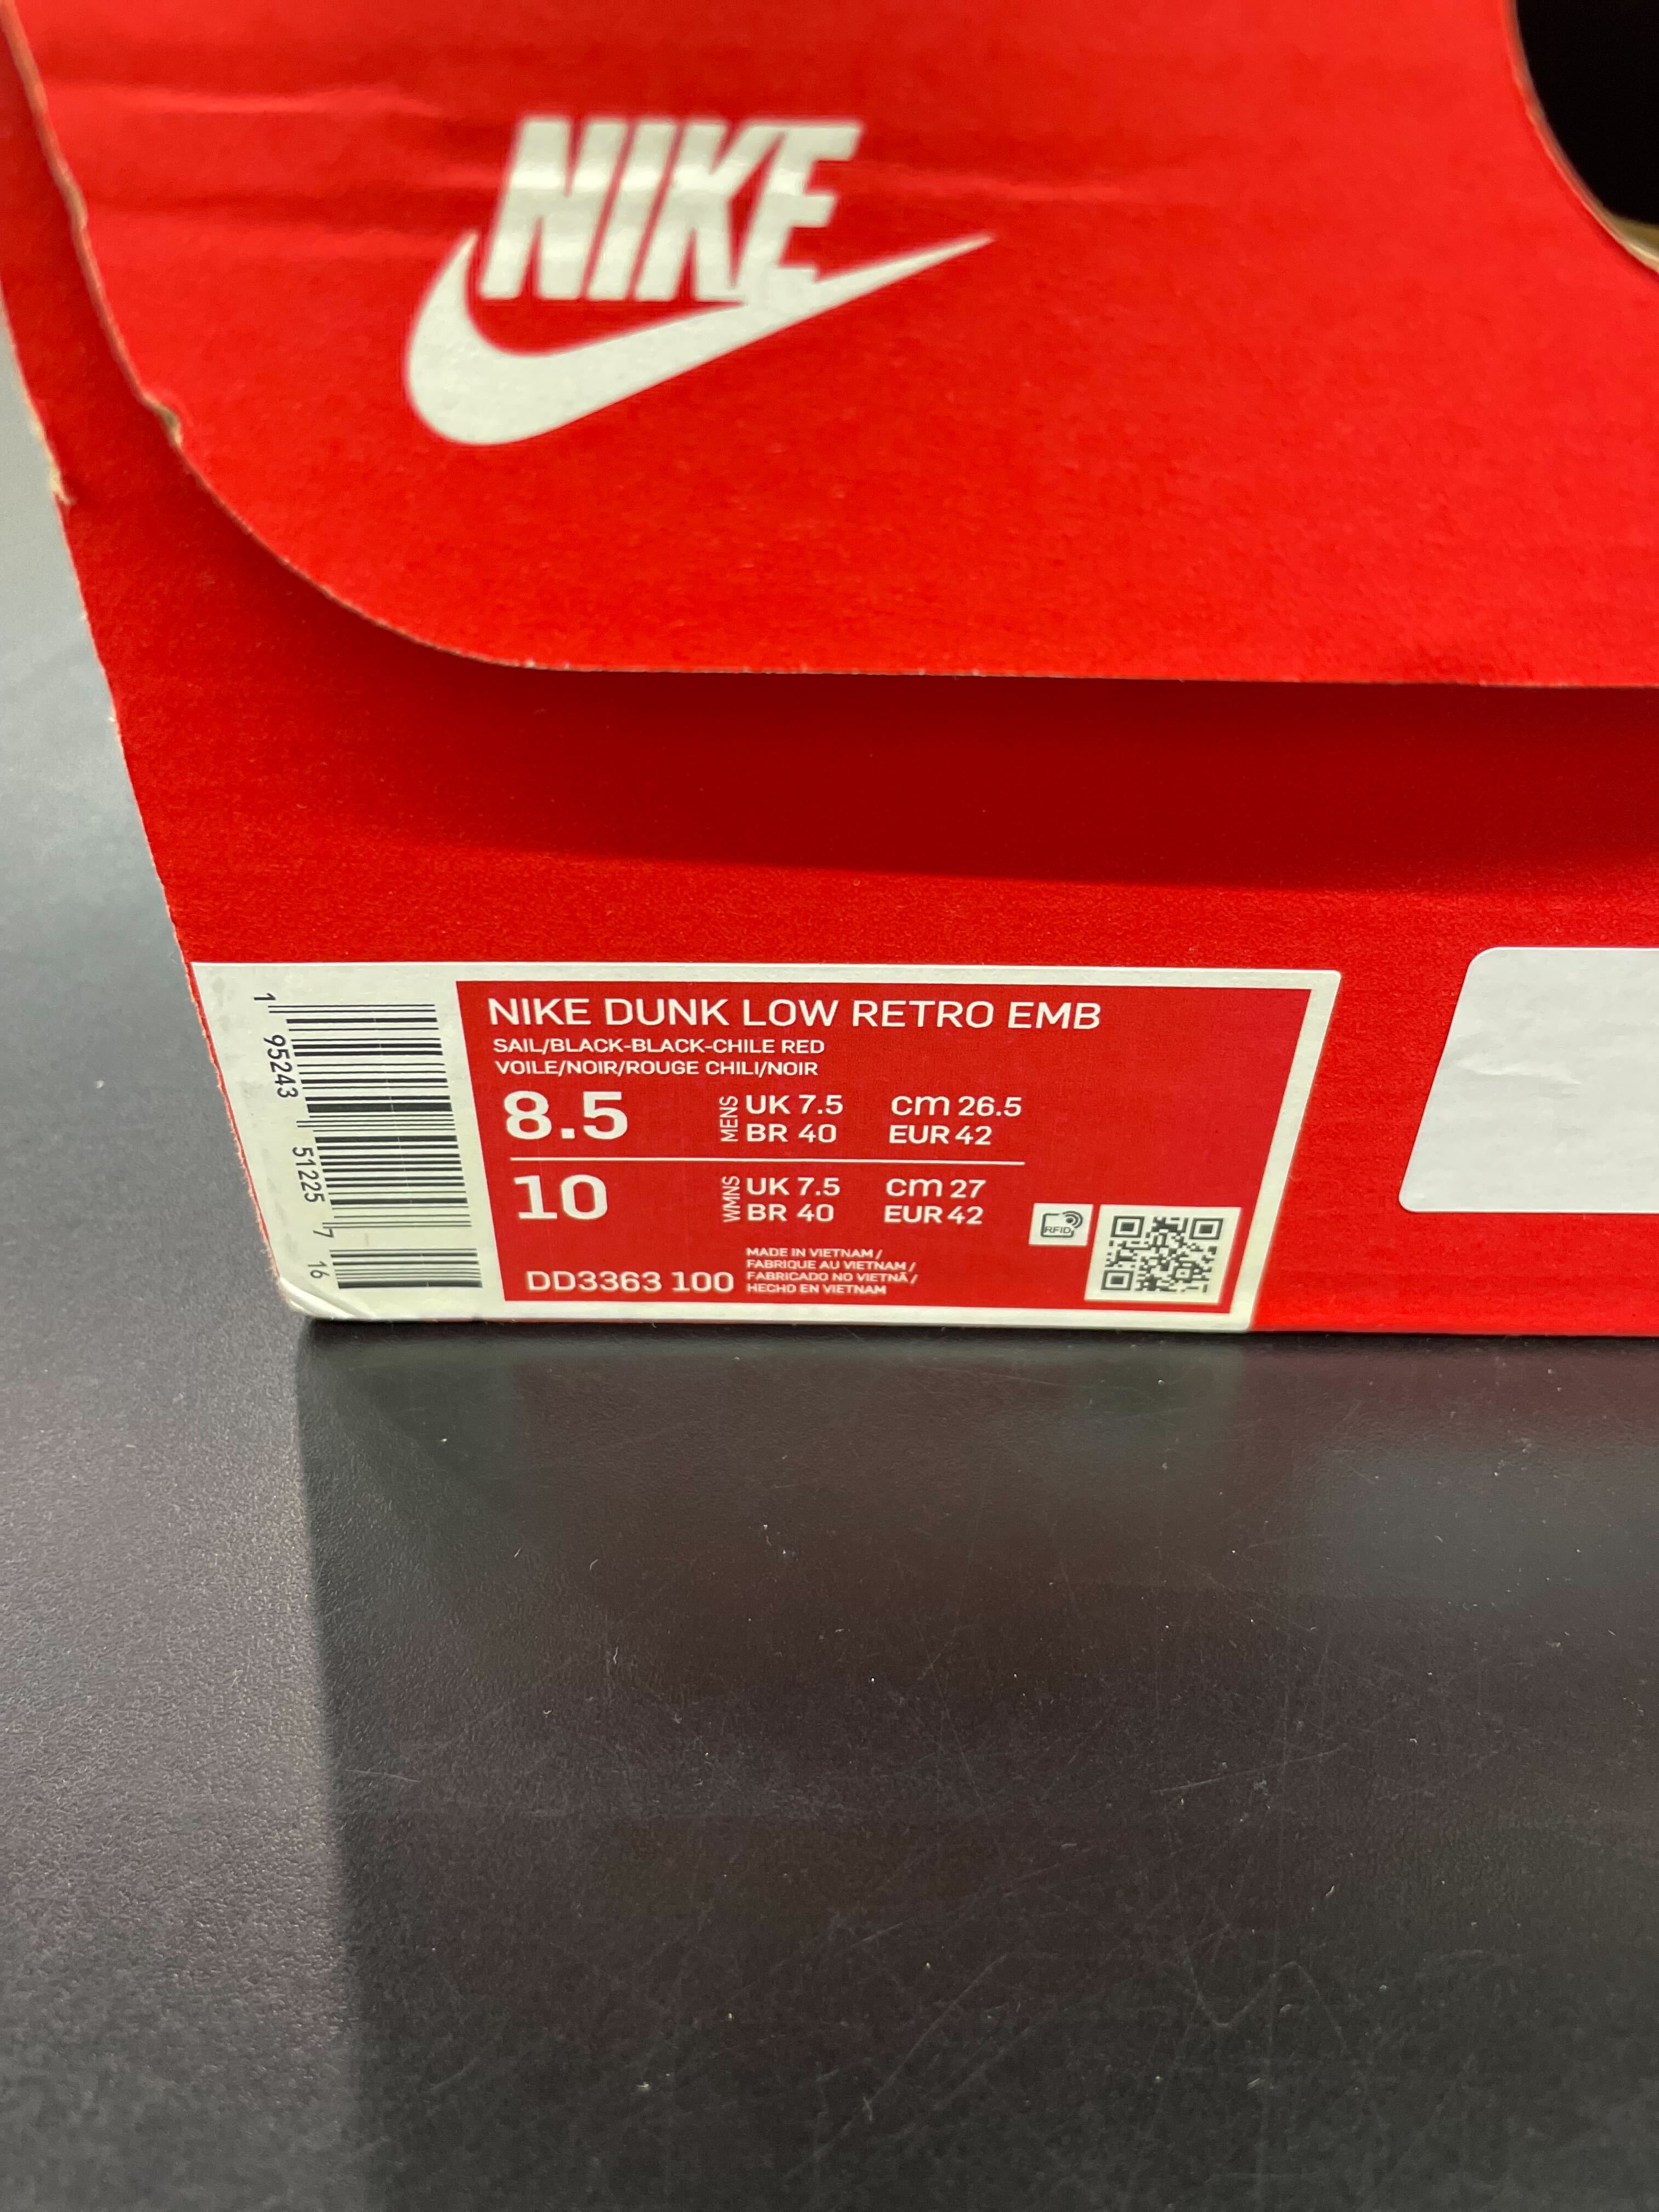 NIKE
NIKE DUNK LOW RETRO EMB
SAIL/BLACK-BLACK-CHILE RED
VOILE/NOIR/ROUGE CHILI/NOIR
8.5 MENS UK 7.5 cm 26.5
BR 40 EUR 42
10 WMNS UK 7.5 cm 27
BR 40 EUR 42
RFID
DD3363 100
MADE IN VIETNAM /
FABRIQUE AU VIETNAM /
FABRICADO NO VIETNÃ /
HECHO EN VIETNAM
1 95243 51225 7 16